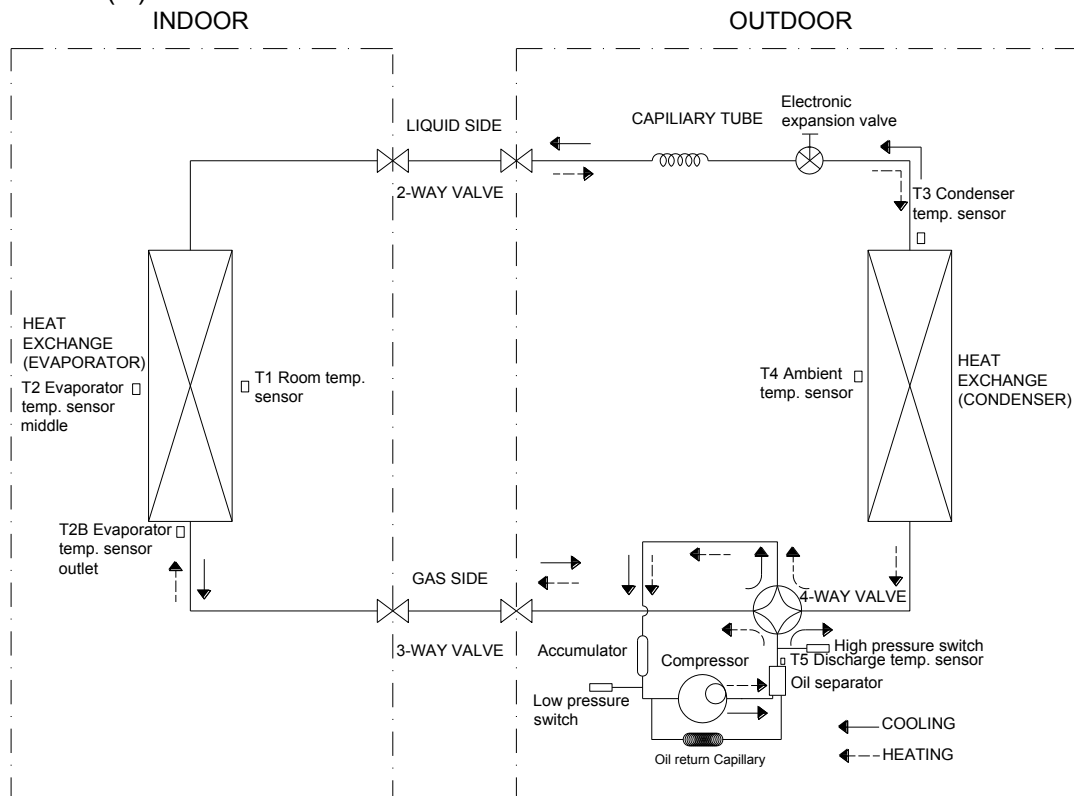 INDOOR
OUTDOOR
LIQUID SIDE
CAPILIARY TUBE
Electronic
expansion valve
2-WAY VALVE
T3 Condenser
temp. sensor
HEAT
EXCHANGE
(EVAPORATOR)
T2 Evaporator
temp. sensor
middle
T1 Room temp.
sensor
T4 Ambient
temp. sensor
HEAT
EXCHANGE
(CONDENSER)
T2B Evaporator
temp. sensor
outlet
GAS SIDE
4-WAY VALVE
3-WAY VALVE
Accumulator
Compressor
High pressure switch
T5 Discharge temp. sensor
Oil separator
Low pressure
switch
Oil return Capillary
COOLING
HEATING